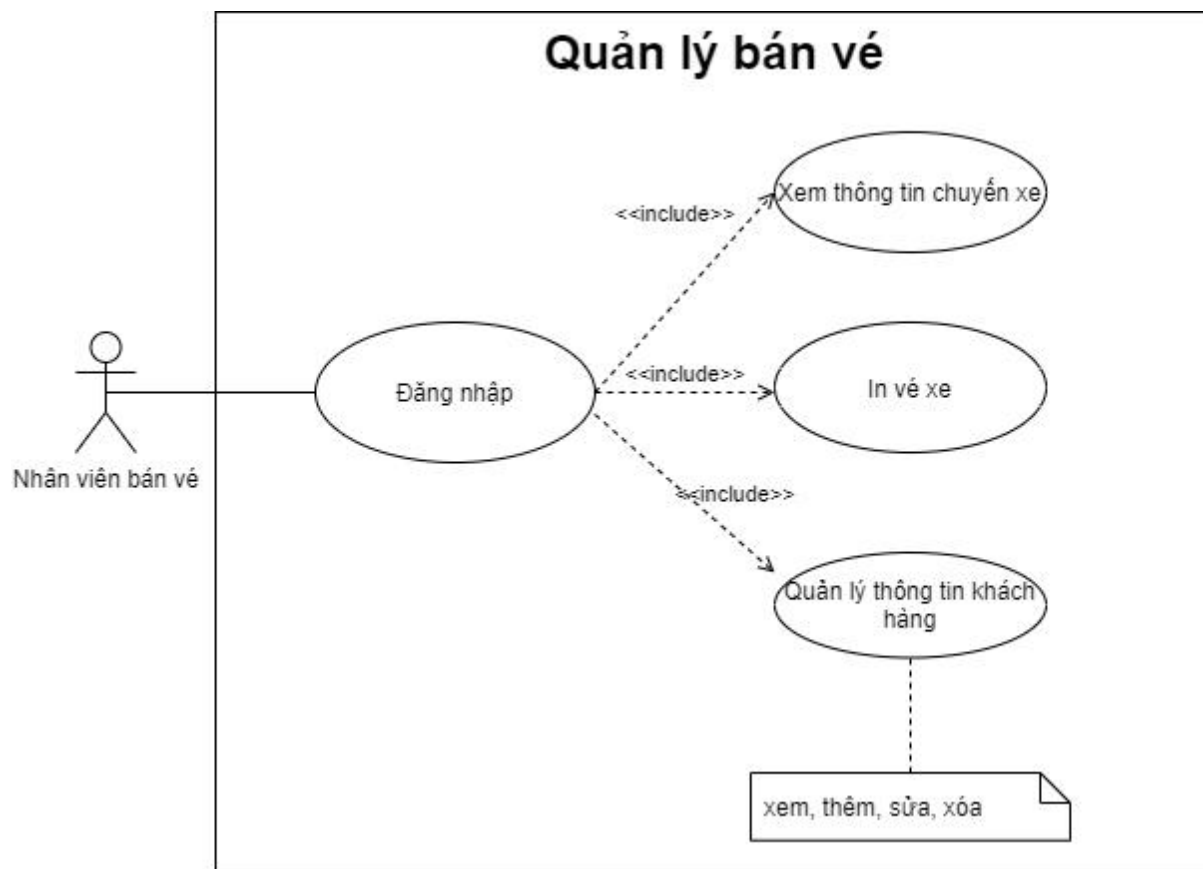 Quản lý bán vé
Xem thông tin chuyến xe
<<include>>
Đăng nhập
<<include>>
In vé xe
Nhân viên bán vé
<<include>>
Quản lý thông tin khách
hàng
xem, thêm, sửa, xóa